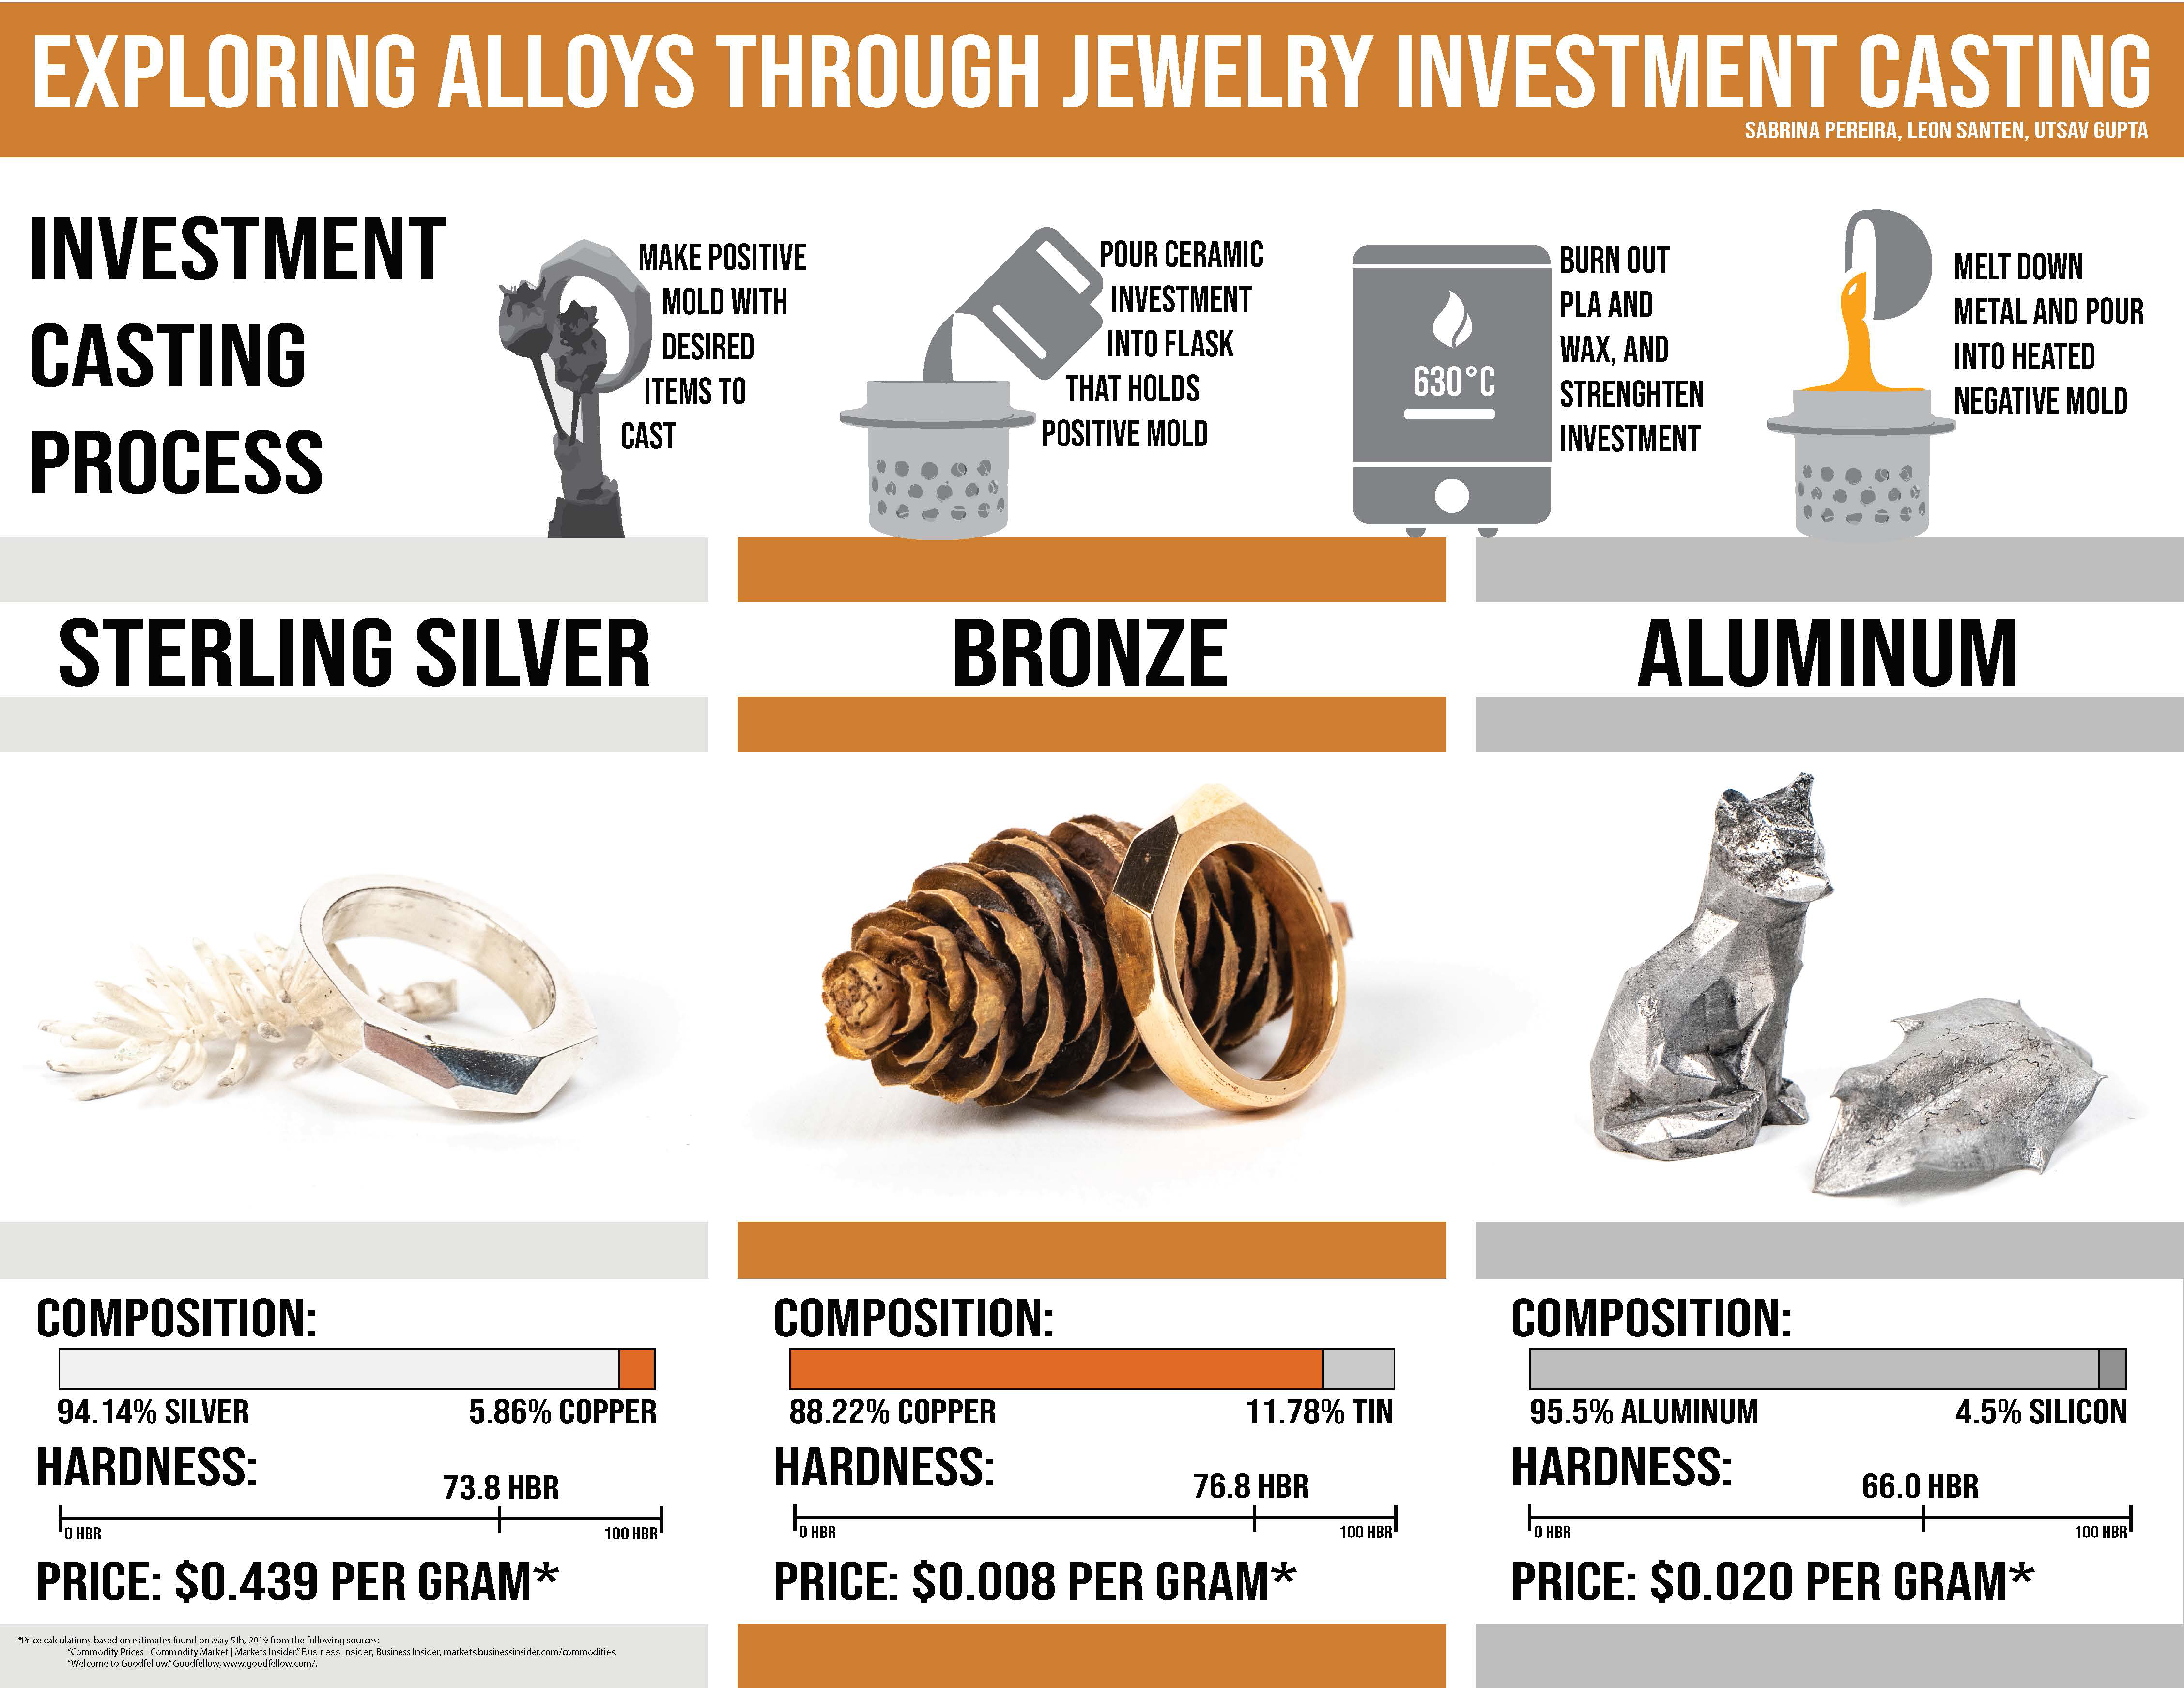 EXPLORING ALLOYS THROUGH JEWELRY INVESTMENT CASTING
SABRINA PEREIRA, LEON SANTEN, UTSAV GUPTA
INVESTMENT
CASTING
PROCESS
MAKE POSITIVE
MOLD WITH
DESIRED
ITEMS TO
CAST
POUR CERAMIC
INVESTMENT
INTO FLASK
THAT HOLDS
POSITIVE MOLD
630°C
BURN OUT
PLA AND
WAX, AND
STRENGHTEN
INVESTMENT
MELT DOWN
METAL AND POUR
INTO HEATED
NEGATIVE MOLD
STERLING SILVER
BRONZE
ALUMINUM
COMPOSITION:
94.14% SILVER 5.86% COPPER
HARDNESS:
73.8 HBR
0 HBR 100 HBR
PRICE: $0.439 PER GRAM*
COMPOSITION:
88.22% COPPER 11.78% TIN
HARDNESS:
76.8 HBR
0 HBR 100 HBR
PRICE: $0.008 PER GRAM*
COMPOSITION:
95.5% ALUMINUM 4.5% SILICON
HARDNESS:
66.0 HBR
0 HBR 100 HBR
PRICE: $0.020 PER GRAM*
*Price calculations based on estimates found on May 5th, 2019 from the following sources:
"Commodity Prices | Commodity Market | Markets Insider." Business Insider, Business Insider, markets.businessinsider.com/commodities.
"Welcome to Goodfellow." Goodfellow, www.goodfellow.com/.